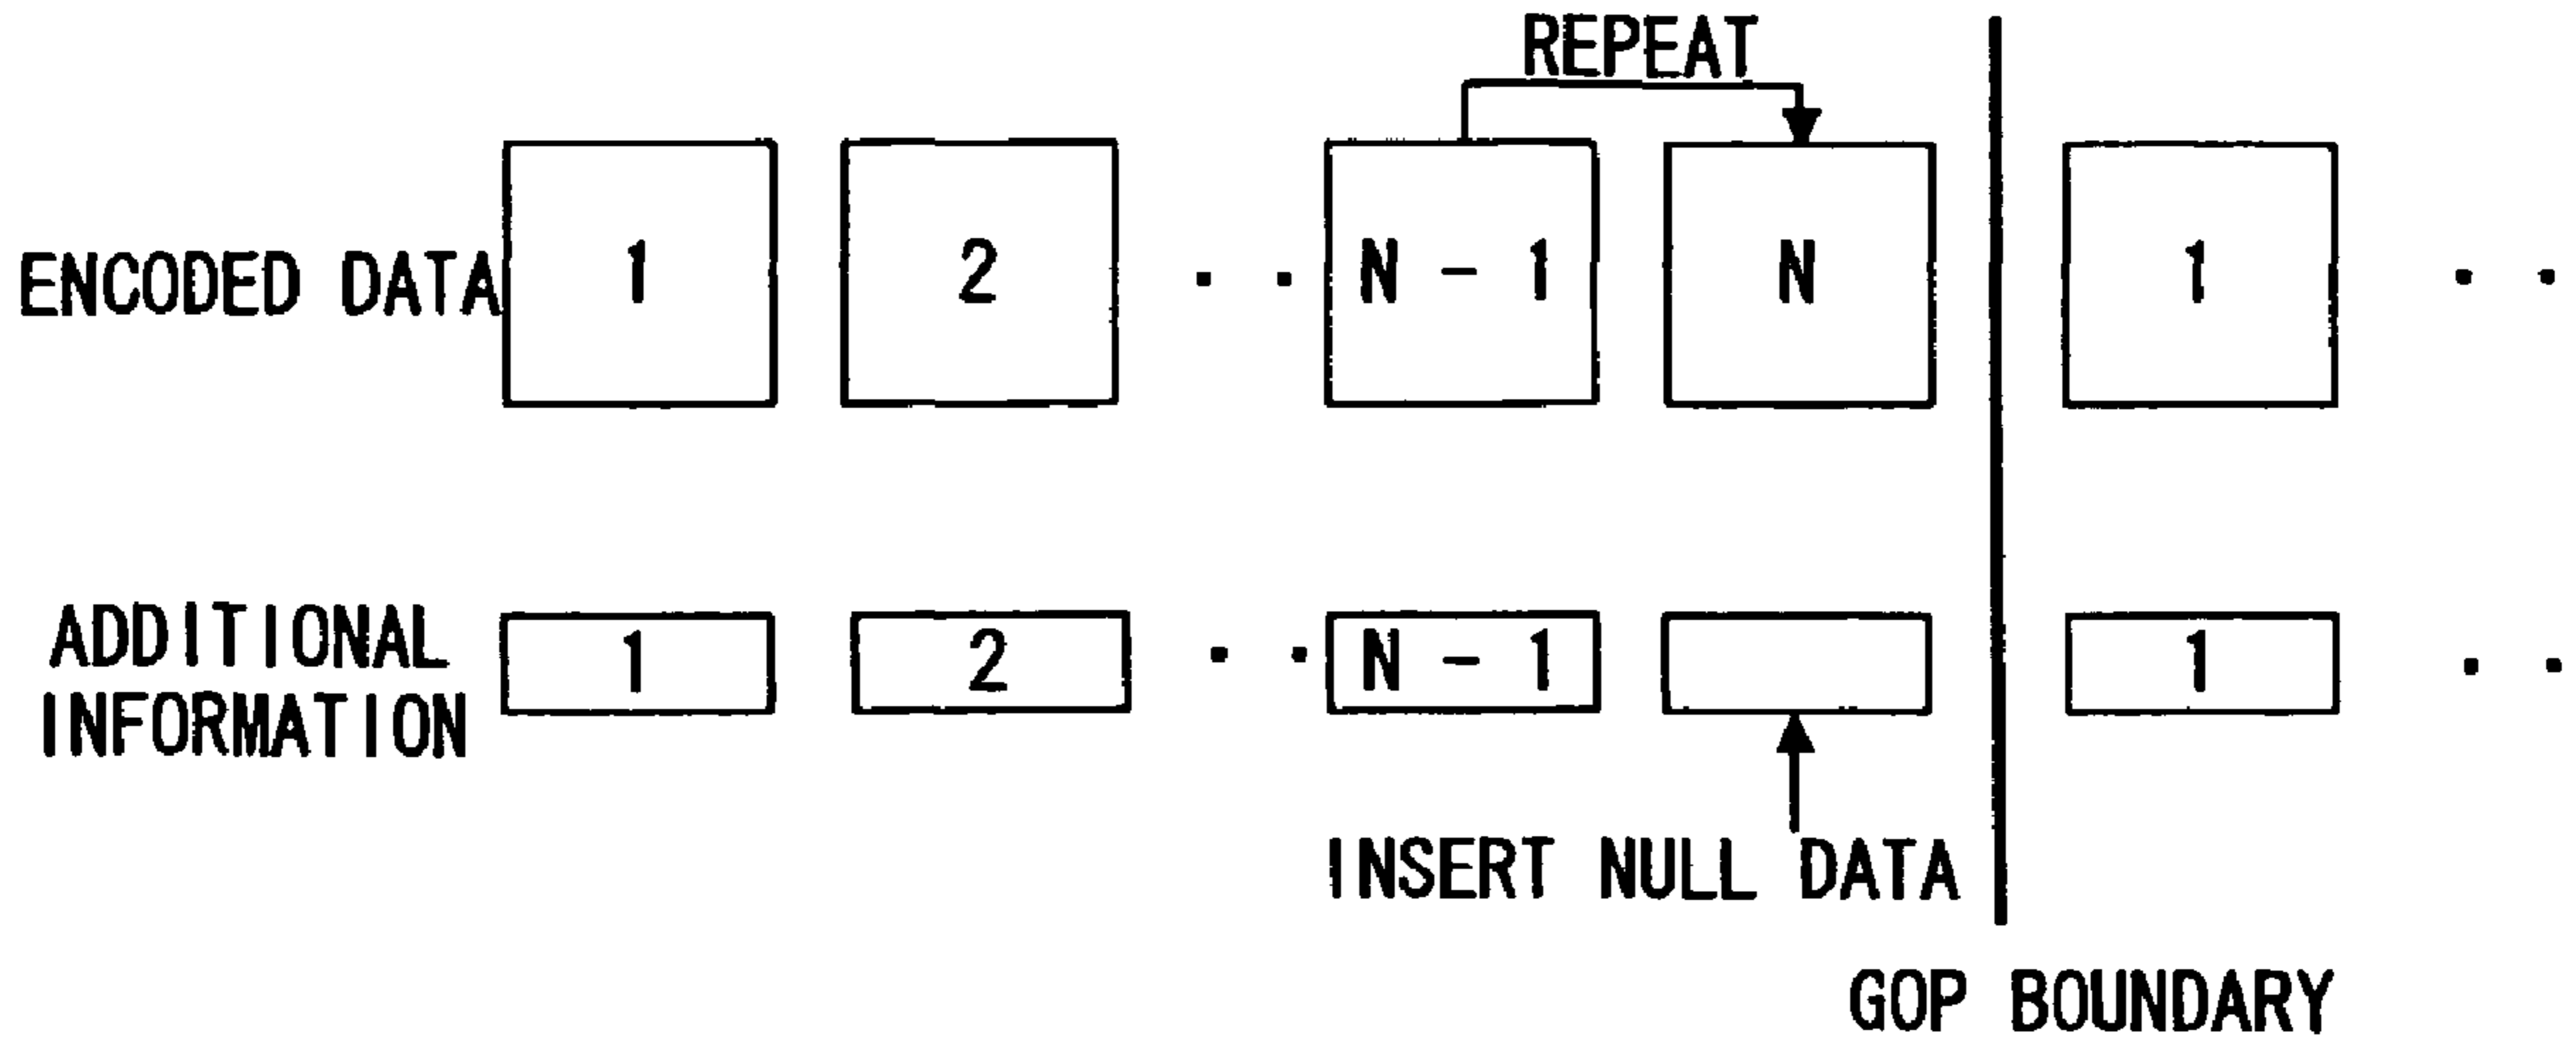 REPEAT
ENCODED DATA 1 2 · · N - 1 N 1 · ·
ADDITIONAL
INFORMATION
1 2 · · N - 1 1 · ·
INSERT NULL DATA
GOP BOUNDARY